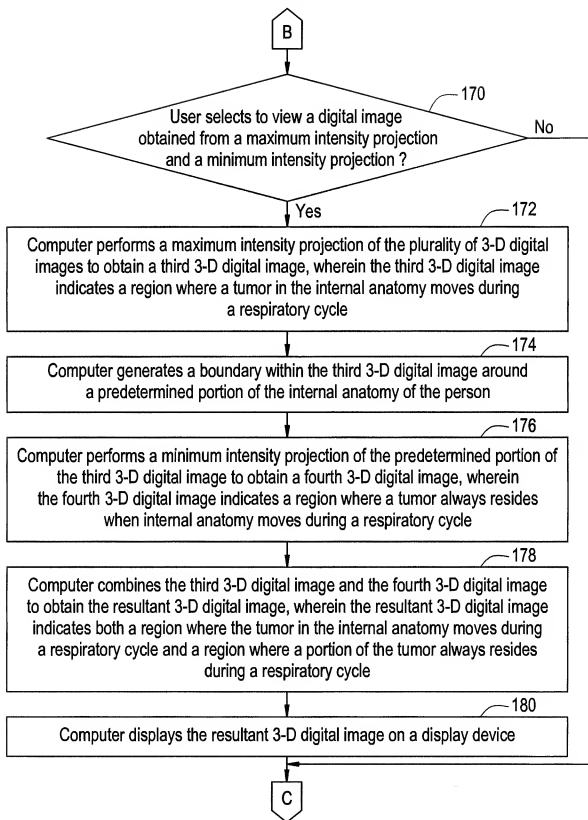 B
170
User selects to view a digital image
obtained from a maximum intensity projection
and a minimum intensity projection ?
No
Yes
172
Computer performs a maximum intensity projection of the plurality of 3-D digital
images to obtain a third 3-D digital image, wherein the third 3-D digital image
indicates a region where a tumor in the internal anatomy moves during
a respiratory cycle
174
Computer generates a boundary within the third 3-D digital image around
a predetermined portion of the internal anatomy of the person
176
Computer performs a minimum intensity projection of the predetermined portion of
the third 3-D digital image to obtain a fourth 3-D digital image, wherein
the fourth 3-D digital image indicates a region where a tumor always resides
when internal anatomy moves during a respiratory cycle
178
Computer combines the third 3-D digital image and the fourth 3-D digital image
to obtain the resultant 3-D digital image, wherein the resultant 3-D digital image
indicates both a region where the tumor in the internal anatomy moves during
a respiratory cycle and a region where a portion of the tumor always resides
during a respiratory cycle
180
Computer displays the resultant 3-D digital image on a display device
C